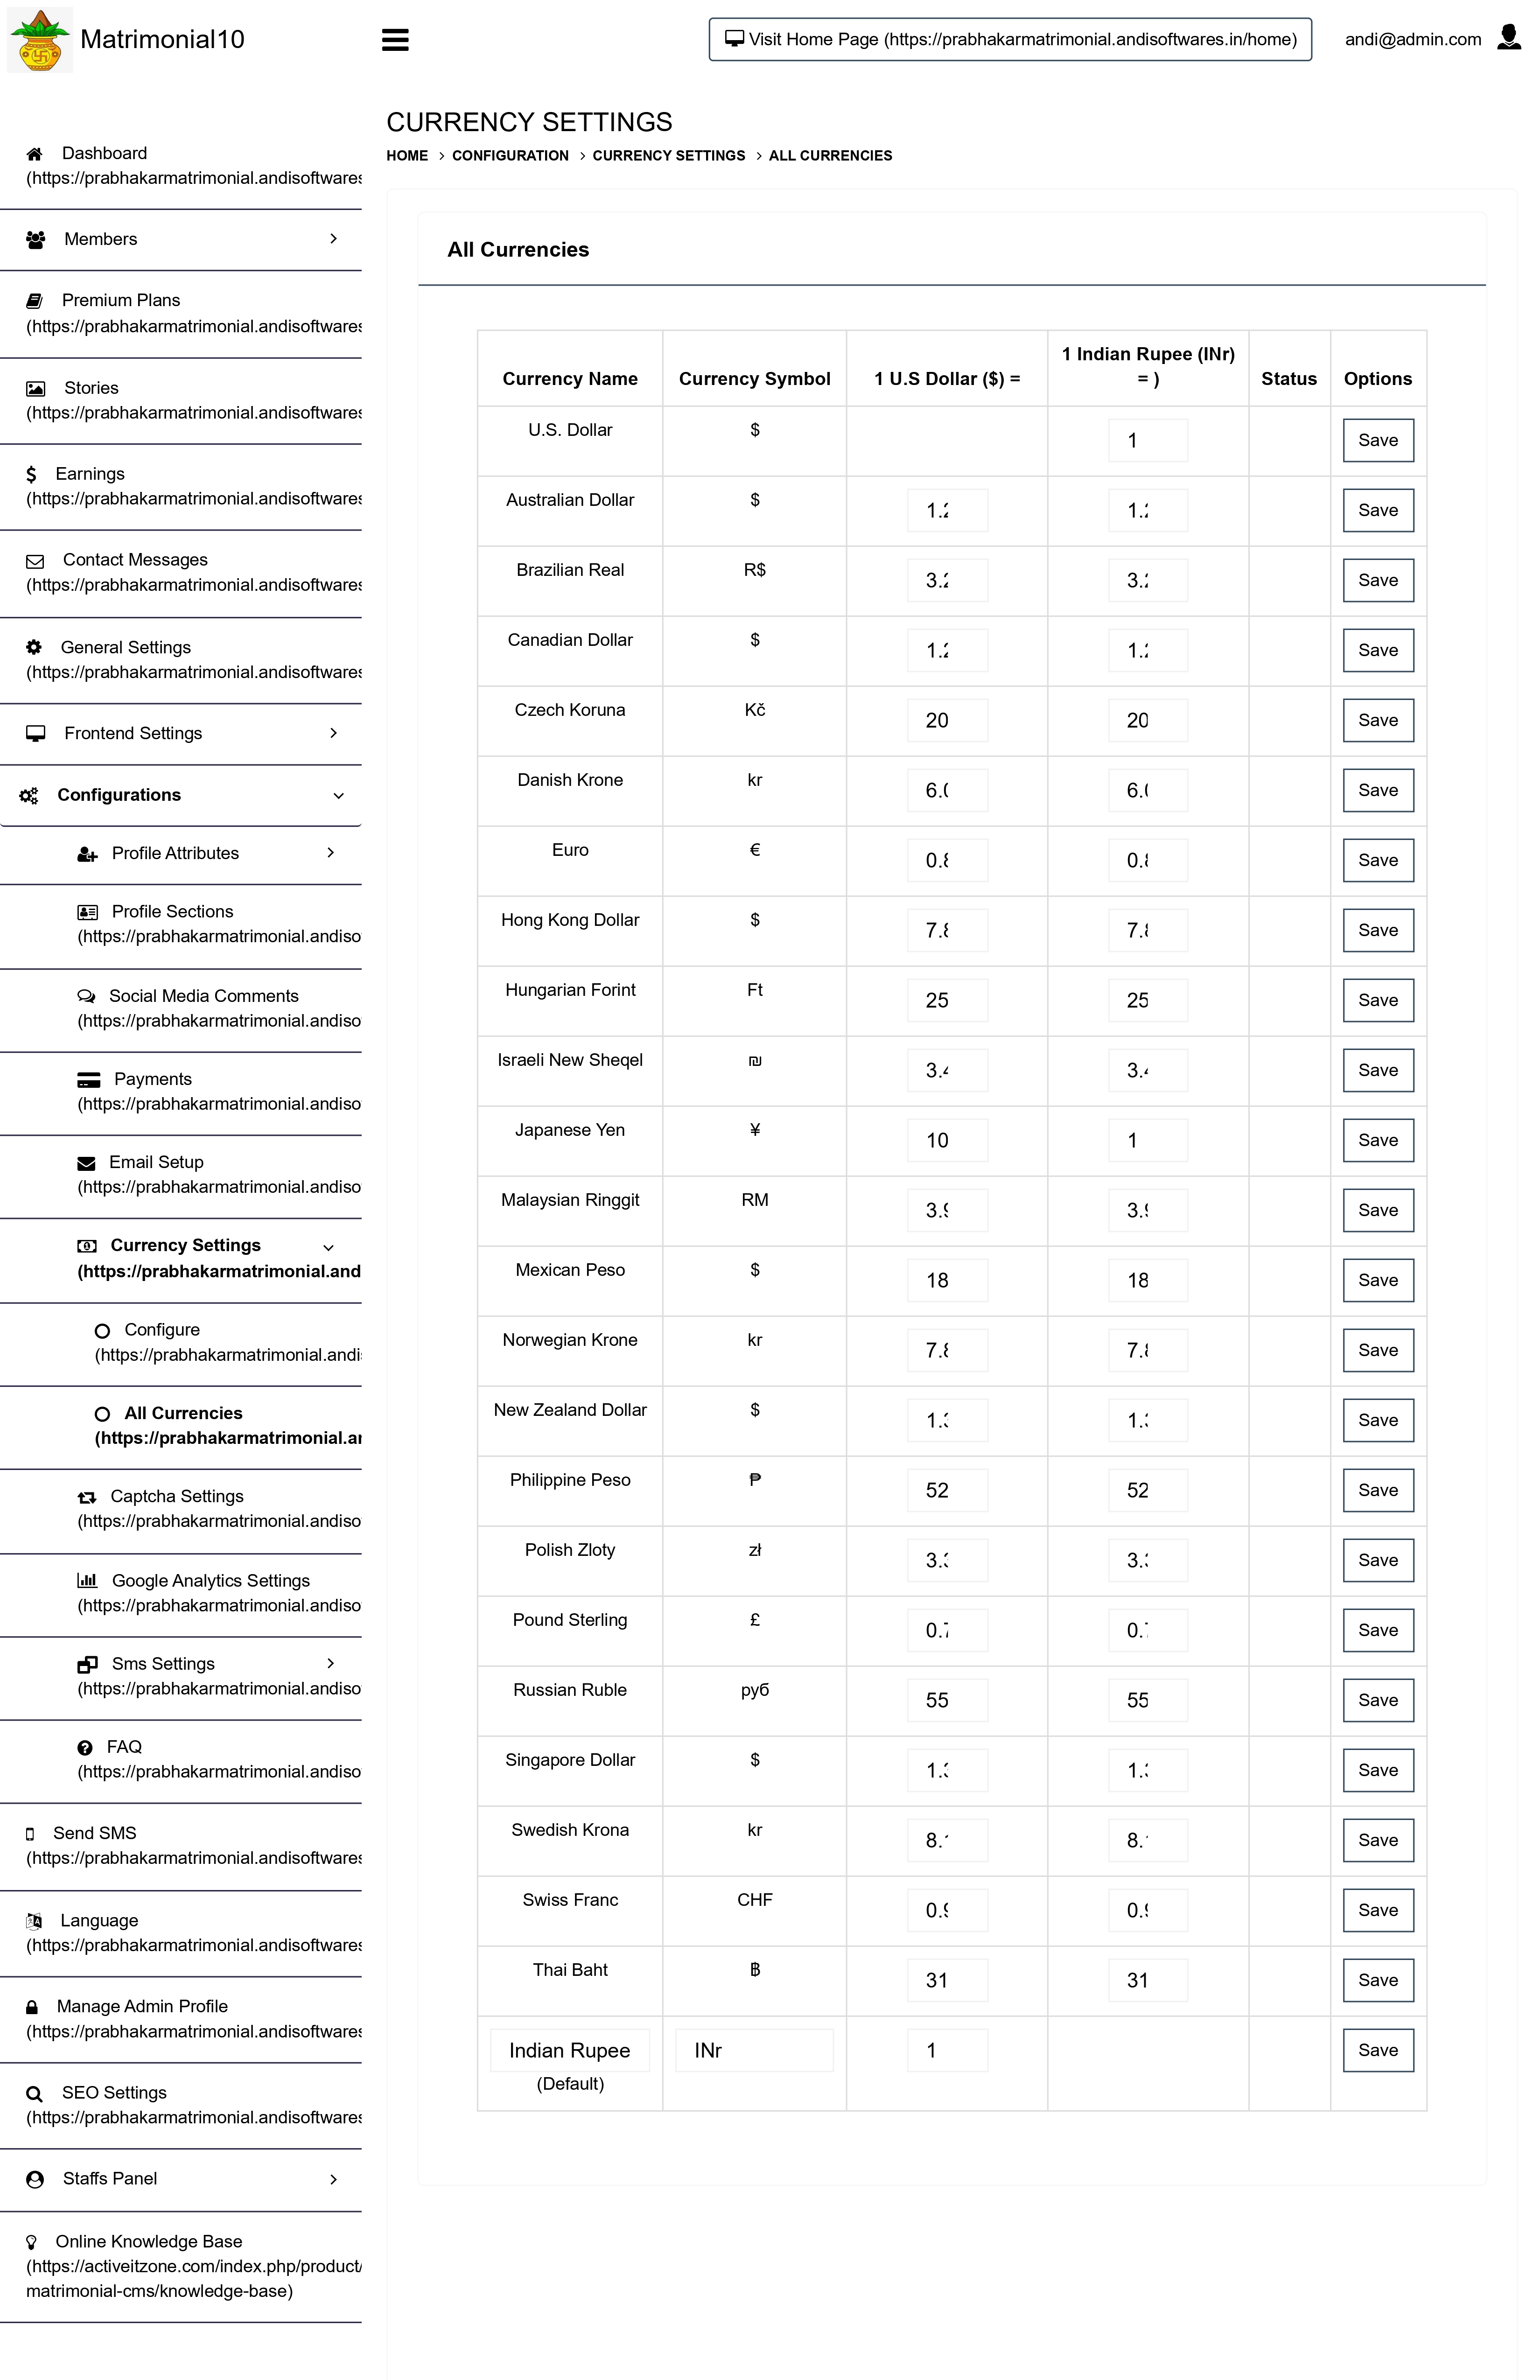 Matrimonial10
Visit Home Page (https://prabhakarmatrimonial.andisoftwares.in/home)
andi@admin.com
Dashboard
(https://prabhakarmatrimonial.andisoftwares
Members
Premium Plans
(https://prabhakarmatrimonial.andisoftwares
Stories
(https://prabhakarmatrimonial.andisoftwares
Earnings
(https://prabhakarmatrimonial.andisoftwares
Contact Messages
(https://prabhakarmatrimonial.andisoftwares
General Settings
(https://prabhakarmatrimonial.andisoftwares
Frontend Settings
Configurations
Profile Attributes
Profile Sections
(https://prabhakarmatrimonial.andiso
Social Media Comments
(https://prabhakarmatrimonial.andiso
Payments
(https://prabhakarmatrimonial.andiso
Email Setup
(https://prabhakarmatrimonial.andiso
Currency Settings
(https://prabhakarmatrimonial.and
Configure
(https://prabhakarmatrimonial.andi
All Currencies
(https://prabhakarmatrimonial.ar
Captcha Settings
(https://prabhakarmatrimonial.andiso
Google Analytics Settings
(https://prabhakarmatrimonial.andiso
Sms Settings
(https://prabhakarmatrimonial.andiso
FAQ
(https://prabhakarmatrimonial.andiso
Send SMS
(https://prabhakarmatrimonial.andisoftwares
Language
(https://prabhakarmatrimonial.andisoftwares
Manage Admin Profile
(https://prabhakarmatrimonial.andisoftwares
SEO Settings
(https://prabhakarmatrimonial.andisoftwares
Staffs Panel
Online Knowledge Base
(https://activeitzone.com/index.php/product/
matrimonial-cms/knowledge-base)
CURRENCY SETTINGS
HOME > CONFIGURATION > CURRENCY SETTINGS > ALL CURRENCIES
All Currencies
Currency Name Currency Symbol 1 U.S Dollar ($) = 1 Indian Rupee (INr) = ) Status Options
U.S. Dollar $ 1 Save
Australian Dollar $ 1.2 1.2 Save
Brazilian Real R$ 3.2 3.2 Save
Canadian Dollar $ 1.2 1.2 Save
Czech Koruna Kč 20 20 Save
Danish Krone kr 6.0 6.0 Save
Euro € 0.8 0.8 Save
Hong Kong Dollar $ 7.8 7.8 Save
Hungarian Forint Ft 25 25 Save
Israeli New Sheqel ₪ 3.4 3.4 Save
Japanese Yen ¥ 10 1 Save
Malaysian Ringgit RM 3.9 3.9 Save
Mexican Peso $ 18 18 Save
Norwegian Krone kr 7.8 7.8 Save
New Zealand Dollar $ 1.3 1.3 Save
Philippine Peso ₱ 52 52 Save
Polish Zloty zł 3.3 3.3 Save
Pound Sterling £ 0.7 0.7 Save
Russian Ruble руб 55 55 Save
Singapore Dollar $ 1.3 1.3 Save
Swedish Krona kr 8.1 8.1 Save
Swiss Franc CHF 0.9 0.9 Save
Thai Baht ฿ 31 31 Save
Indian Rupee INr 1 Save
(Default)